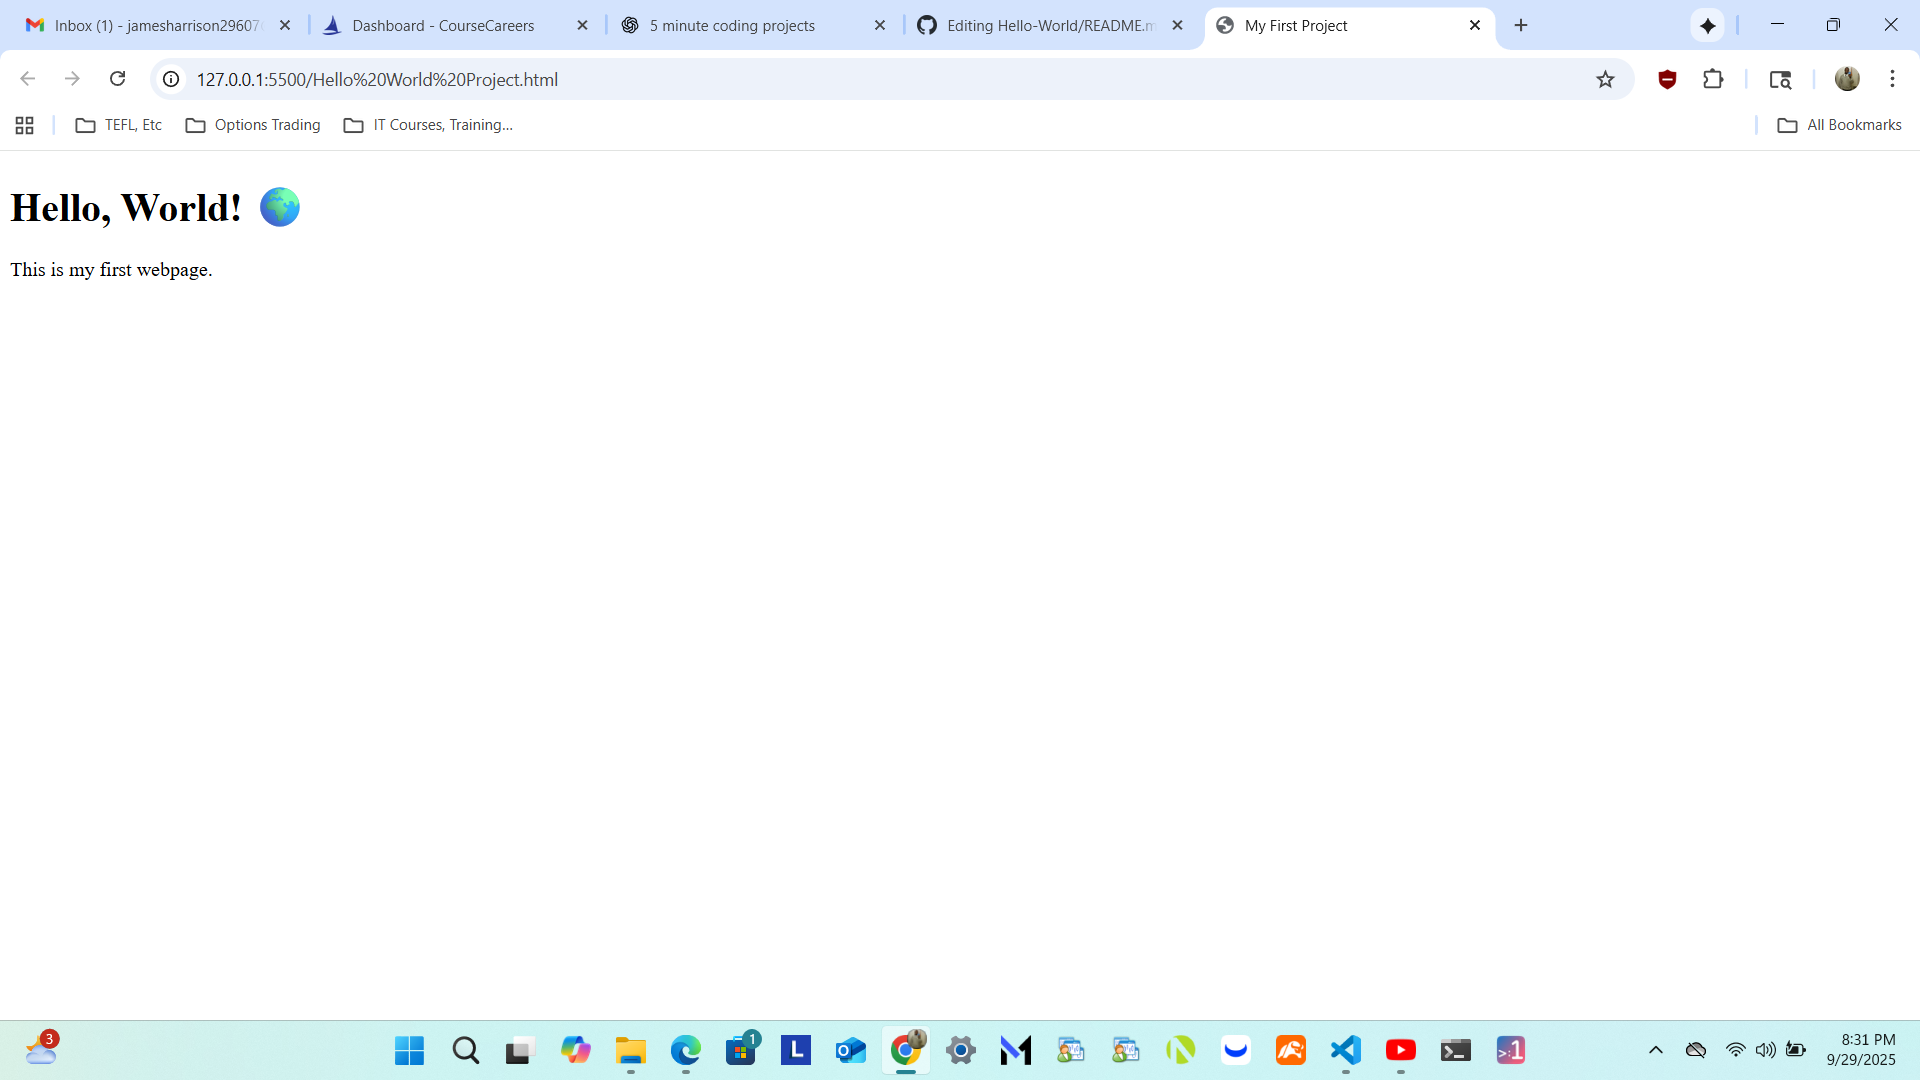 Inbox (1) - jamesharrison29607
Dashboard - CourseCareers
5 minute coding projects
Editing Hello-World/README.m
My First Project
127.0.0.1:5500/Hello%20World%20Project.html
TEFL, Etc
Options Trading
IT Courses, Training...
All Bookmarks
Hello, World! 🌍
This is my first webpage.
3
1
L
>:1
8:31 PM
9/29/2025